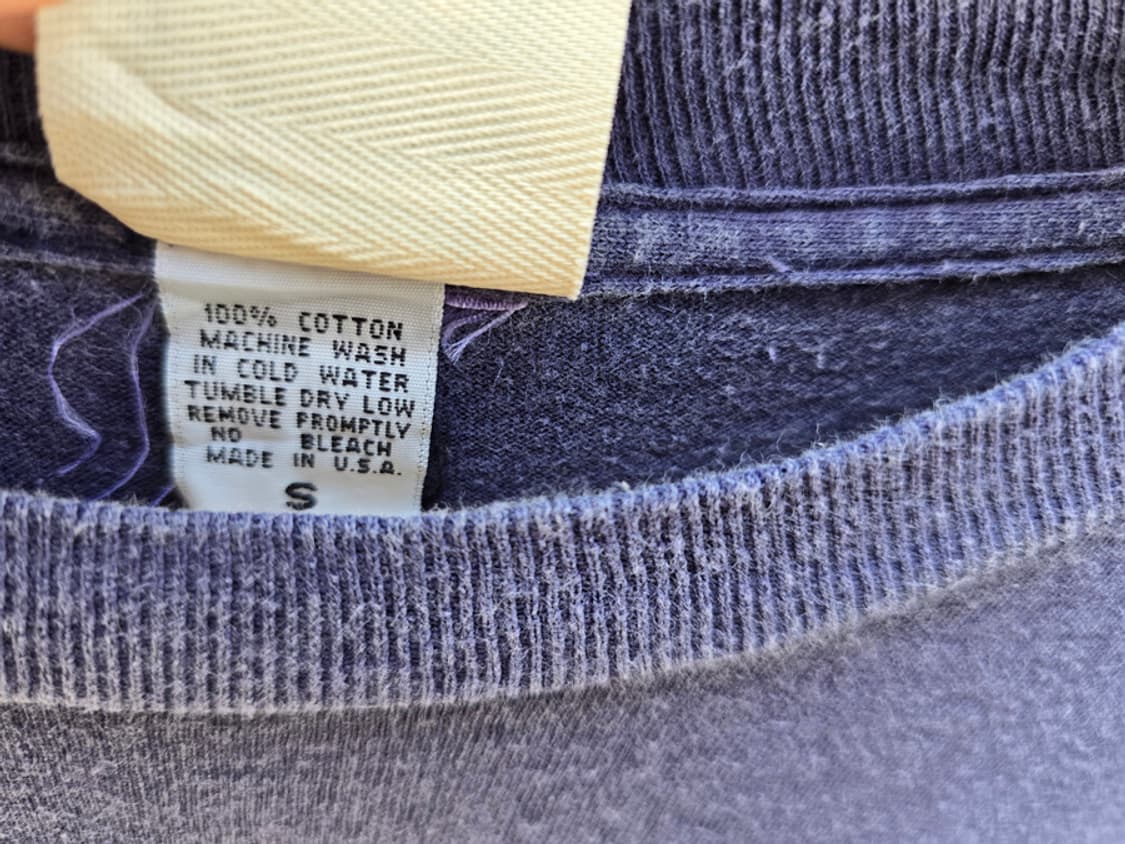 100% COTTON
MACHINE WASH
IN COLD WATER
TUMBLE DRY LOW
REMOVE PROMPTLY
NO BLEACH
MADE IN U.S.A.
S